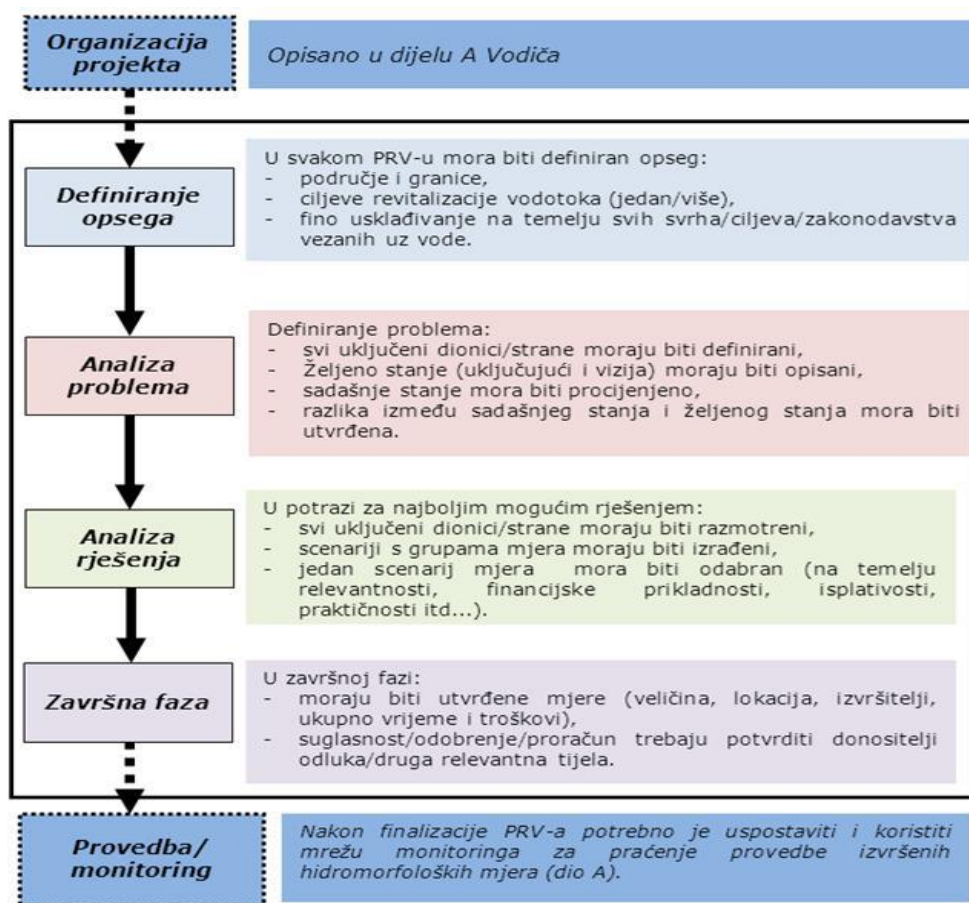 Organizacija
projekta
Opisano u dijelu A Vodiča
Definiranje
opsega
U svakom PRV-u mora biti definiran opseg:
- područje i granice,
- ciljeve revitalizacije vodotoka (jedan/više),
- fino usklađivanje na temelju svih svrha/ciljeva/zakonodavstva
vezanih uz vode.
Analiza
problema
Definiranje problema:
- svi uključeni dionici/strane moraju biti definirani,
- Željeno stanje (uključujući i vizija) moraju biti opisani,
- sadašnje stanje mora biti procijenjeno,
- razlika između sadašnjeg stanja i željenog stanja mora biti
utvrđena.
Analiza
rješenja
U potrazi za najboljim mogućim rješenjem:
- svi uključeni dionici/strane moraju biti razmotreni,
- scenariji s grupama mjera moraju biti izrađeni,
- jedan scenarij mjera mora biti odabran (na temelju
relevantnosti, financijske prikladnosti, isplativosti,
praktičnosti itd...).
Završna faza
U završnoj fazi:
- moraju biti utvrđene mjere (veličina, lokacija, izvršitelji,
ukupno vrijeme i troškovi),
- suglasnost/odobrenje/proračun trebaju potvrditi donositelji
odluka/druga relevantna tijela.
Provedba/
monitoring
Nakon finalizacije PRV-a potrebno je uspostaviti i koristiti
mrežu monitoringa za praćenje provedbe izvršenih
hidromorfoloških mjera (dio A).